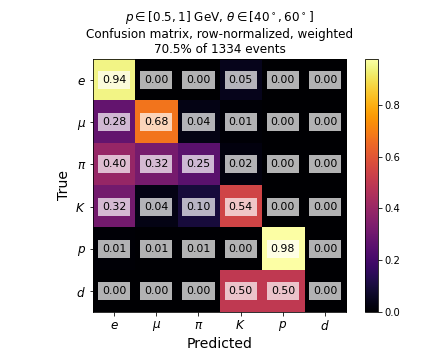 p ∈ [0.5, 1] GeV, θ ∈ [40°, 60°]
Confusion matrix, row-normalized, weighted
70.5% of 1334 events
e 0.94 0.00 0.00 0.05 0.00 0.00
μ 0.28 0.68 0.04 0.01 0.00 0.00
π 0.40 0.32 0.25 0.02 0.00 0.00
K 0.32 0.04 0.10 0.54 0.00 0.00
p 0.01 0.01 0.01 0.00 0.98 0.00
d 0.00 0.00 0.00 0.50 0.50 0.00
e μ π K p d
Predicted
True
0.8
0.6
0.4
0.2
0.0